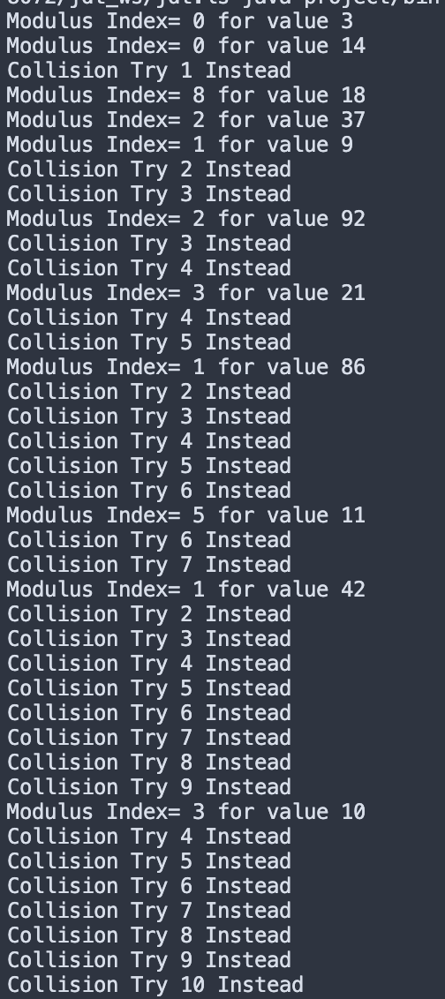 Modulus Index= 0 for value 3
Modulus Index= 0 for value 14
Collision Try 1 Instead
Modulus Index= 8 for value 18
Modulus Index= 2 for value 37
Modulus Index= 1 for value 9
Collision Try 2 Instead
Collision Try 3 Instead
Modulus Index= 2 for value 92
Collision Try 3 Instead
Collision Try 4 Instead
Modulus Index= 3 for value 21
Collision Try 4 Instead
Collision Try 5 Instead
Modulus Index= 1 for value 86
Collision Try 2 Instead
Collision Try 3 Instead
Collision Try 4 Instead
Collision Try 5 Instead
Collision Try 6 Instead
Modulus Index= 5 for value 11
Collision Try 6 Instead
Collision Try 7 Instead
Modulus Index= 1 for value 42
Collision Try 2 Instead
Collision Try 3 Instead
Collision Try 4 Instead
Collision Try 5 Instead
Collision Try 6 Instead
Collision Try 7 Instead
Collision Try 8 Instead
Collision Try 9 Instead
Modulus Index= 3 for value 10
Collision Try 4 Instead
Collision Try 5 Instead
Collision Try 6 Instead
Collision Try 7 Instead
Collision Try 8 Instead
Collision Try 9 Instead
Collision Try 10 Instead